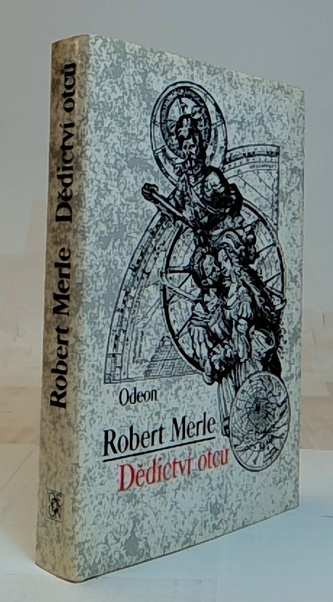 Robert Merle Dědictví otců
Odeon
Robert Merle
Dědictví otců